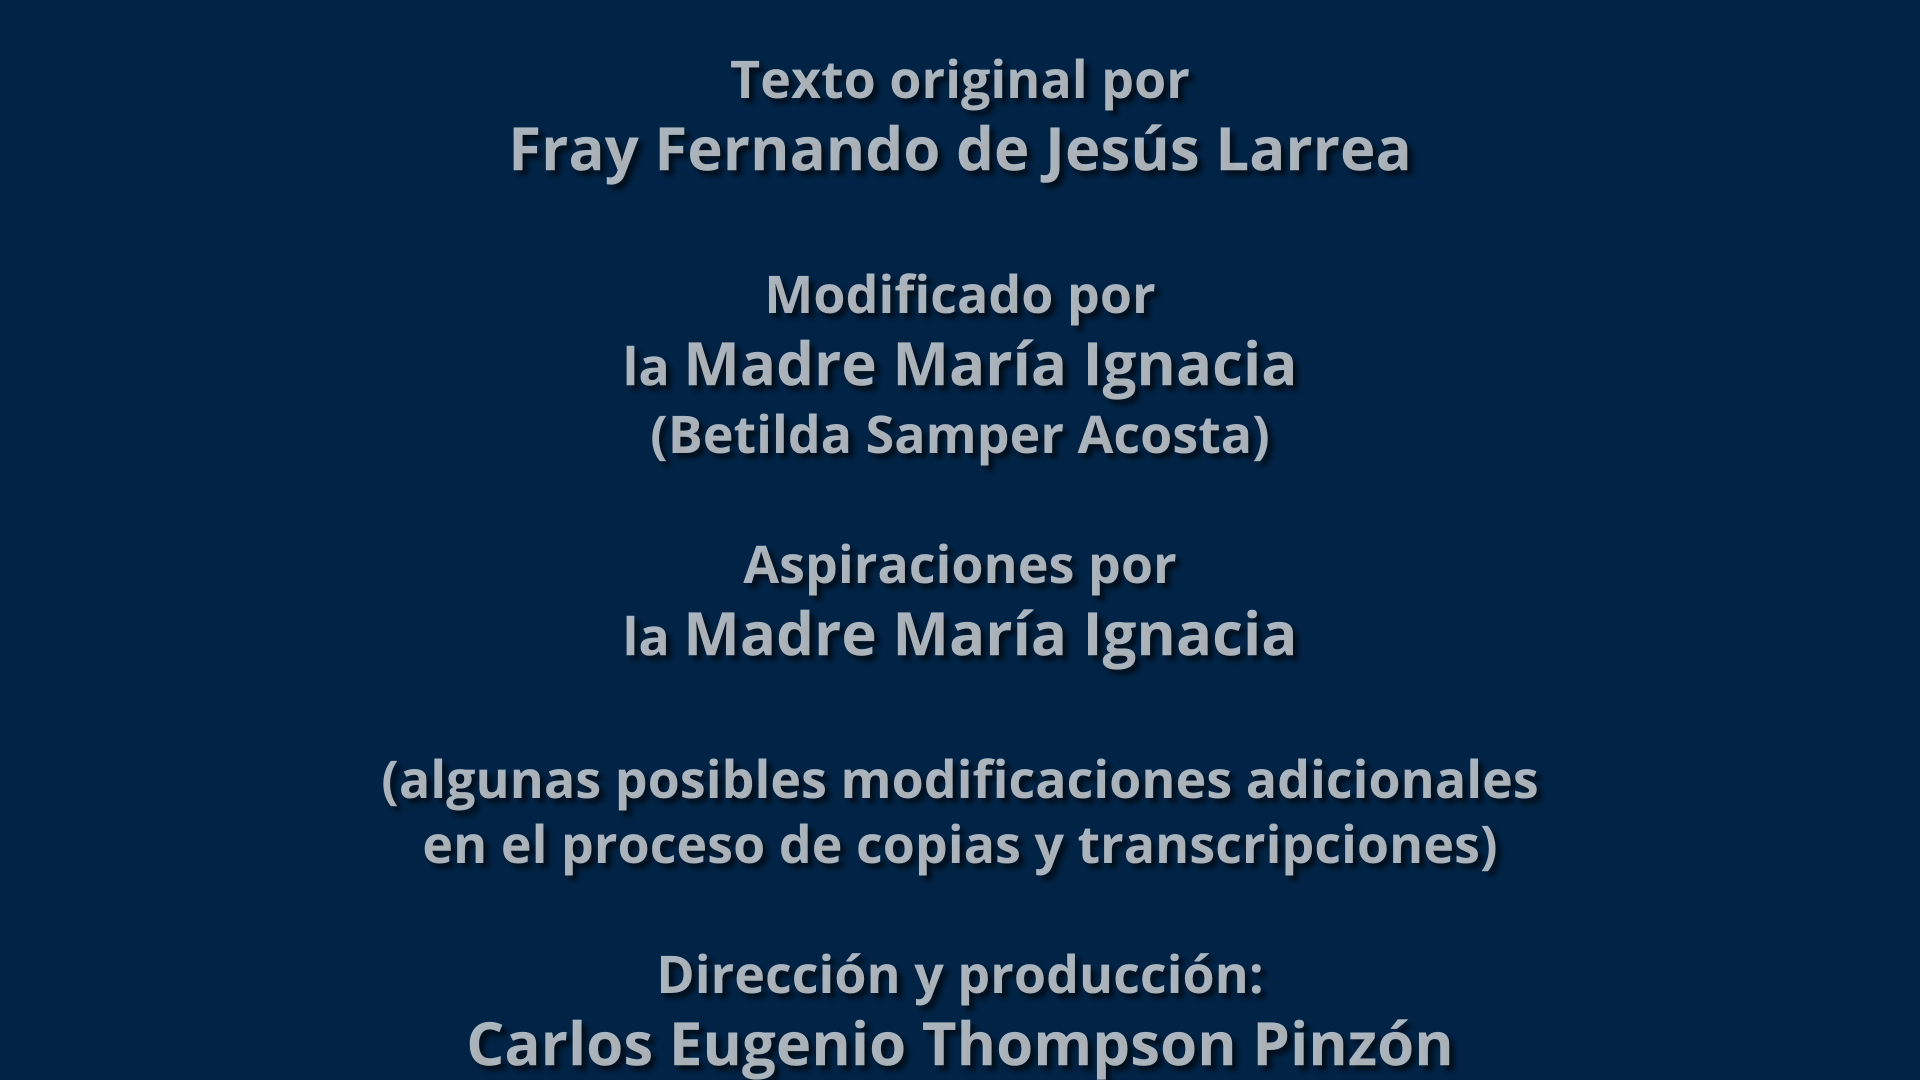 Texto original por
Fray Fernando de Jesús Larrea
Modificado por
la Madre María Ignacia
(Betilda Samper Acosta)
Aspiraciones por
la Madre María Ignacia
(algunas posibles modificaciones adicionales
en el proceso de copias y transcripciones)
Dirección y producción:
Carlos Eugenio Thompson Pinzón